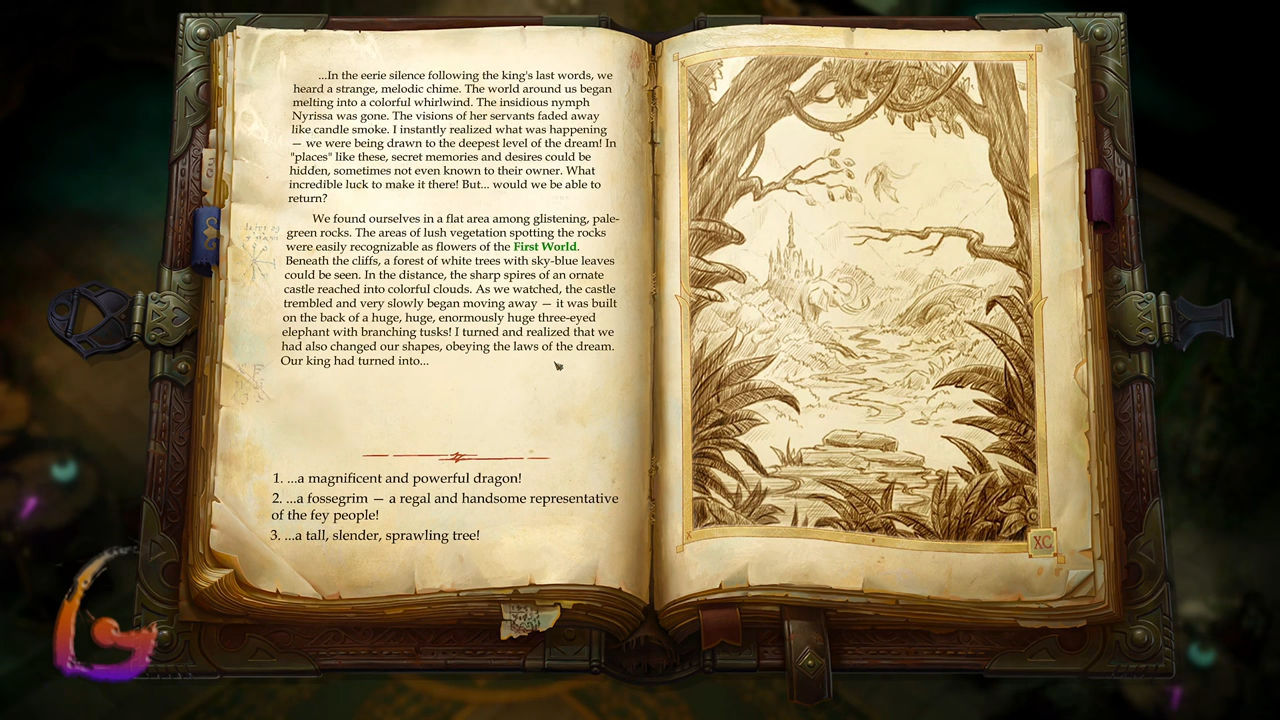 ...In the eerie silence following the king's last words, we
heard a strange, melodic chime. The world around us began
melting into a colorful whirlwind. The insidious nymph
Nyrissa was gone. The visions of her servants faded away
like candle smoke. I instantly realized what was happening
— we were being drawn to the deepest level of the dream! In
"places" like these, secret memories and desires could be
hidden, sometimes not even known to their owner. What
incredible luck to make it there! But... would we be able to
return?
We found ourselves in a flat area among glistening, pale-
green rocks. The areas of lush vegetation spotting the rocks
were easily recognizable as flowers of the First World.
Beneath the cliffs, a forest of white trees with sky-blue leaves
could be seen. In the distance, the sharp spires of an ornate
castle reached into colorful clouds. As we watched, the castle
trembled and very slowly began moving away — it was built
on the back of a huge, huge, enormously huge three-eyed
elephant with branching tusks! I turned and realized that we
had also changed our shapes, obeying the laws of the dream.
Our king had turned into...
1. ...a magnificent and powerful dragon!
2. ...a fossegrim — a regal and handsome representative
of the fey people!
3. ...a tall, slender, sprawling tree!
XC